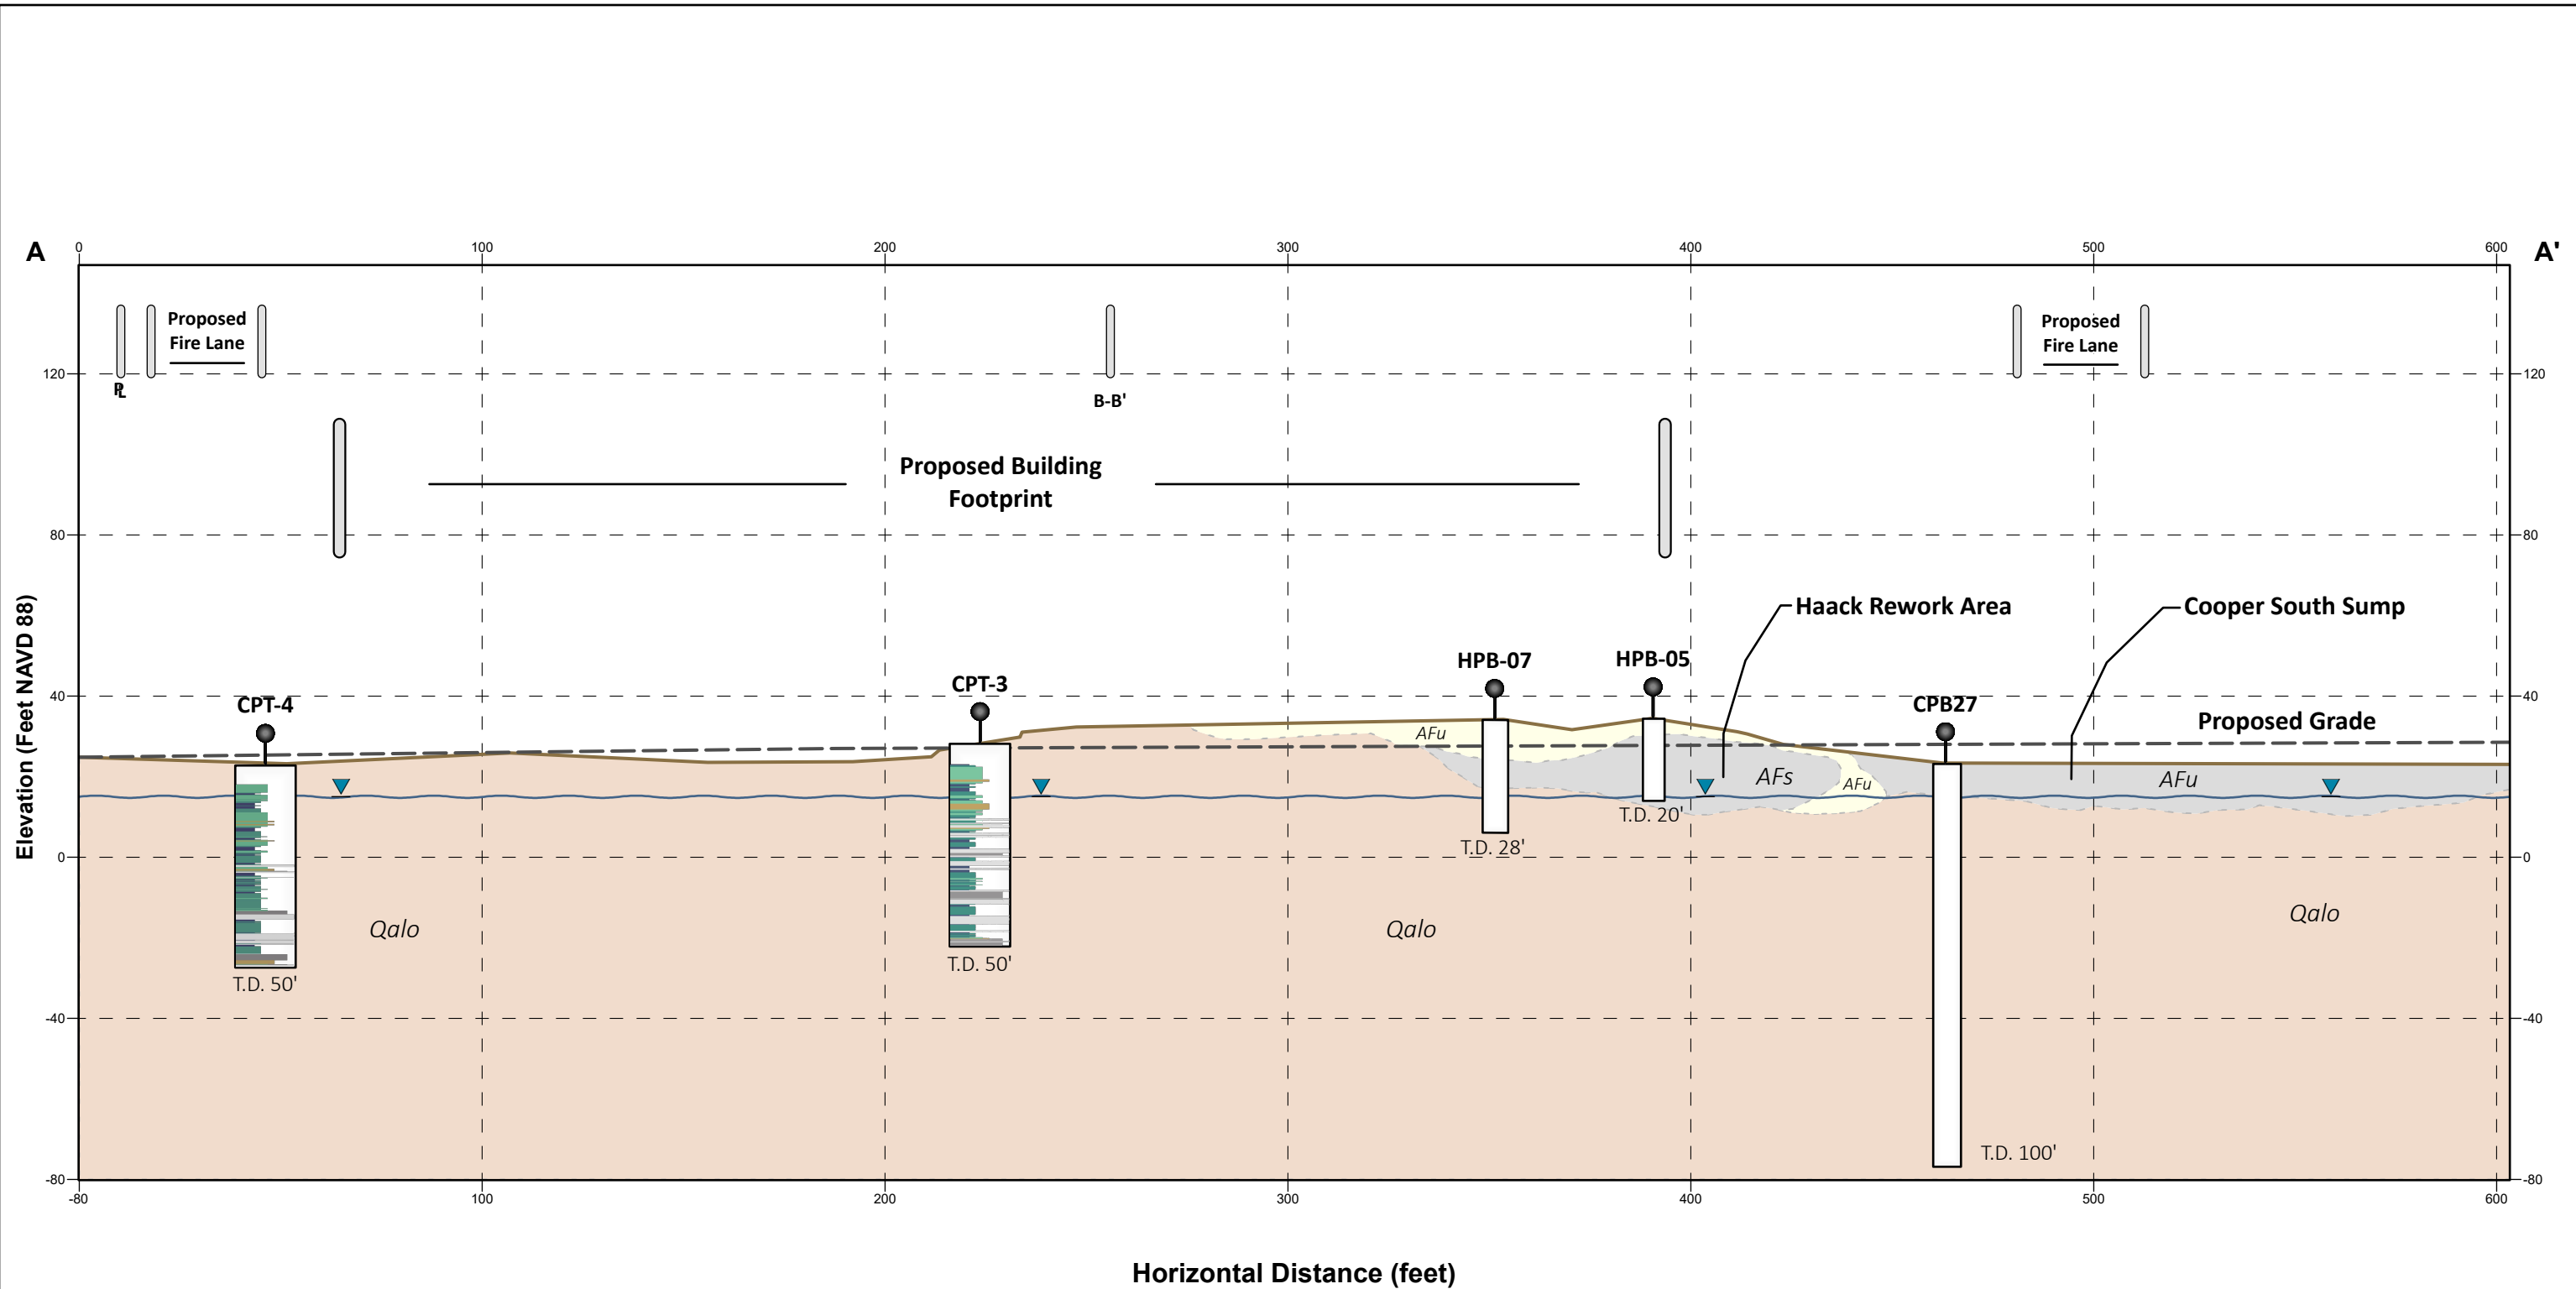 A
A'
0
100
200
300
400
500
600
Proposed
Fire Lane
Proposed
Fire Lane
120
120
PL
B-B'
Proposed Building
Footprint
80
80
Haack Rework Area
Cooper South Sump
HPB-07
HPB-05
CPT-3
CPT-4
CPB27
40
40
Proposed Grade
AFu
AFs
AFu
AFu
T.D. 20'
T.D. 28'
0
0
Qalo
Qalo
Qalo
T.D. 50'
T.D. 50'
-40
-40
T.D. 100'
-80
-80
-80
100
200
300
400
500
600
Elevation (Feet NAVD 88)
Horizontal Distance (feet)